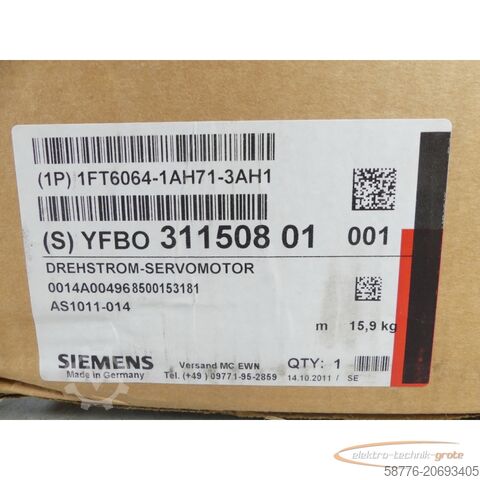 (1P) 1FT6064-1AH71-3AH1
(S) YFBO 311508 01 001
DREHSTROM-SERVOMOTOR
0014A004968500153181
AS1011-014
m 15,9 kg
SIEMENS
Made in Germany
Versand MC EWN
Tel. (+49) 09771-95-2859
QTY: 1
14.10.2011 / SE
elektro-technik-grote
58776-20693405